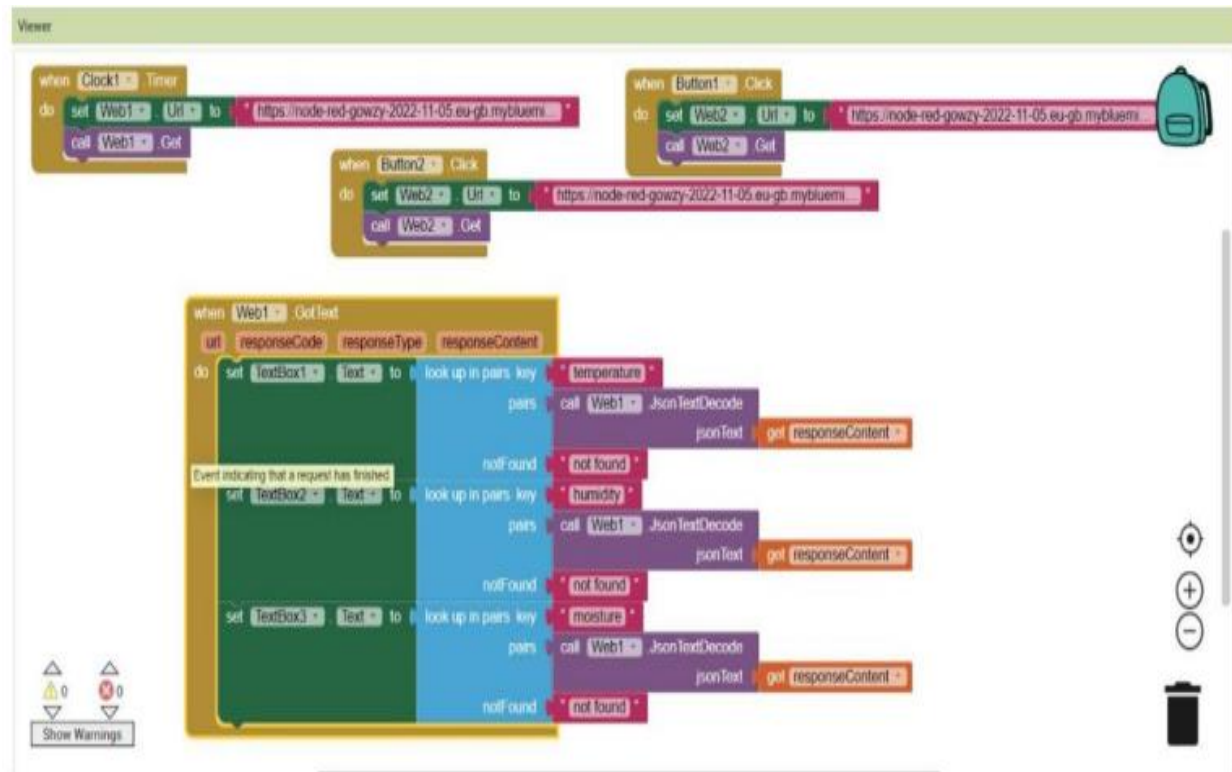 Viewer
when Clock1 .Timer
do set Web1 . Url to " https://node-red-gowzy-2022-11-05.eu-gb.mybluemi... "
call Web1 .Get
when Button1 .Click
do set Web2 . Url to " https://node-red-gowzy-2022-11-05.eu-gb.mybluemi...
call Web2 .Get
when Button2 .Click
do set Web2 . Url to " https://node-red-gowzy-2022-11-05.eu-gb.mybluemi... "
call Web2 .Get
when Web1 .GotText
url responseCode responseType responseContent
do set TextBox1 . Text to look up in pairs key " temperature "
pairs call Web1 .JsonTextDecode
jsonText get responseContent
notFound " not found "
Event indicating that a request has finished.
set TextBox2 . Text to look up in pairs key " humidity "
pairs call Web1 .JsonTextDecode
jsonText get responseContent
notFound " not found "
set TextBox3 . Text to look up in pairs key " moisture "
pairs call Web1 .JsonTextDecode
jsonText get responseContent
notFound " not found "
0 0
Show Warnings